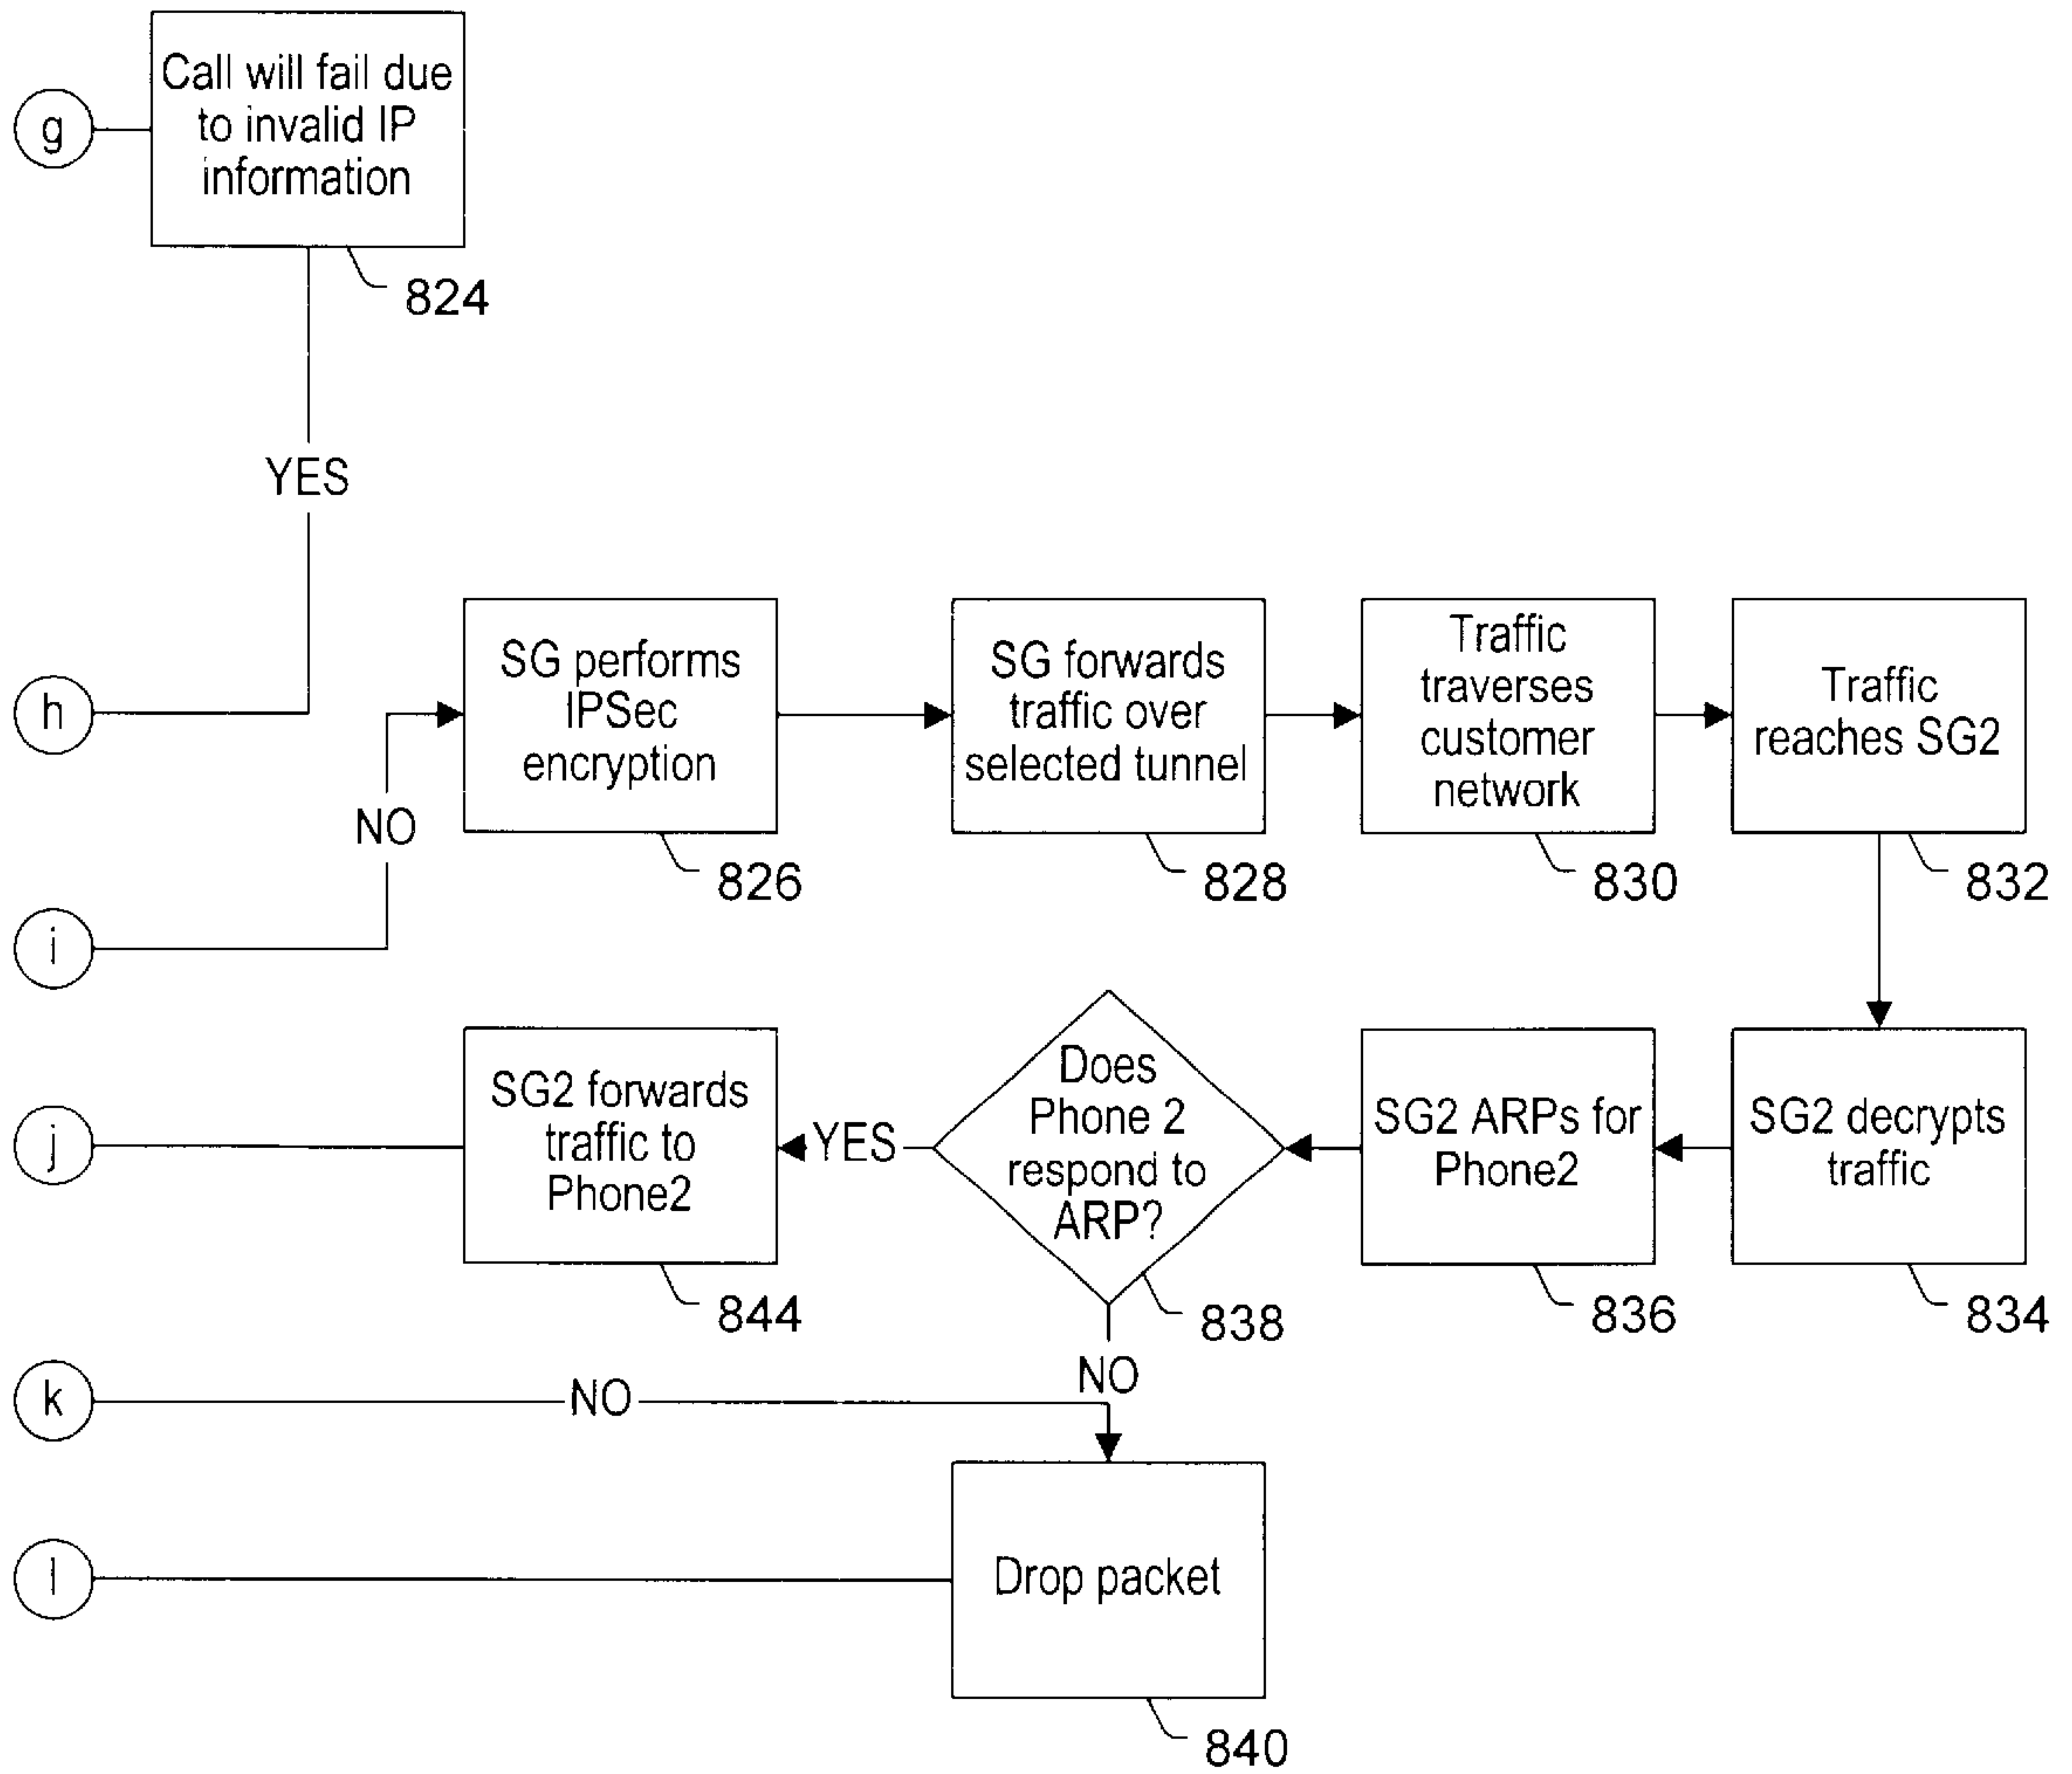 g
Call will fail due
to invalid IP
information
824
YES
h
SG performs
IPSec
encryption
826
SG forwards
traffic over
selected tunnel
828
Traffic
traverses
customer
network
830
Traffic
reaches SG2
832
NO
i
j
SG2 forwards
traffic to
Phone2
844
YES
Does
Phone 2
respond to
ARP?
838
SG2 ARPs for
Phone2
836
SG2 decrypts
traffic
834
k
NO
NO
l
Drop packet
840